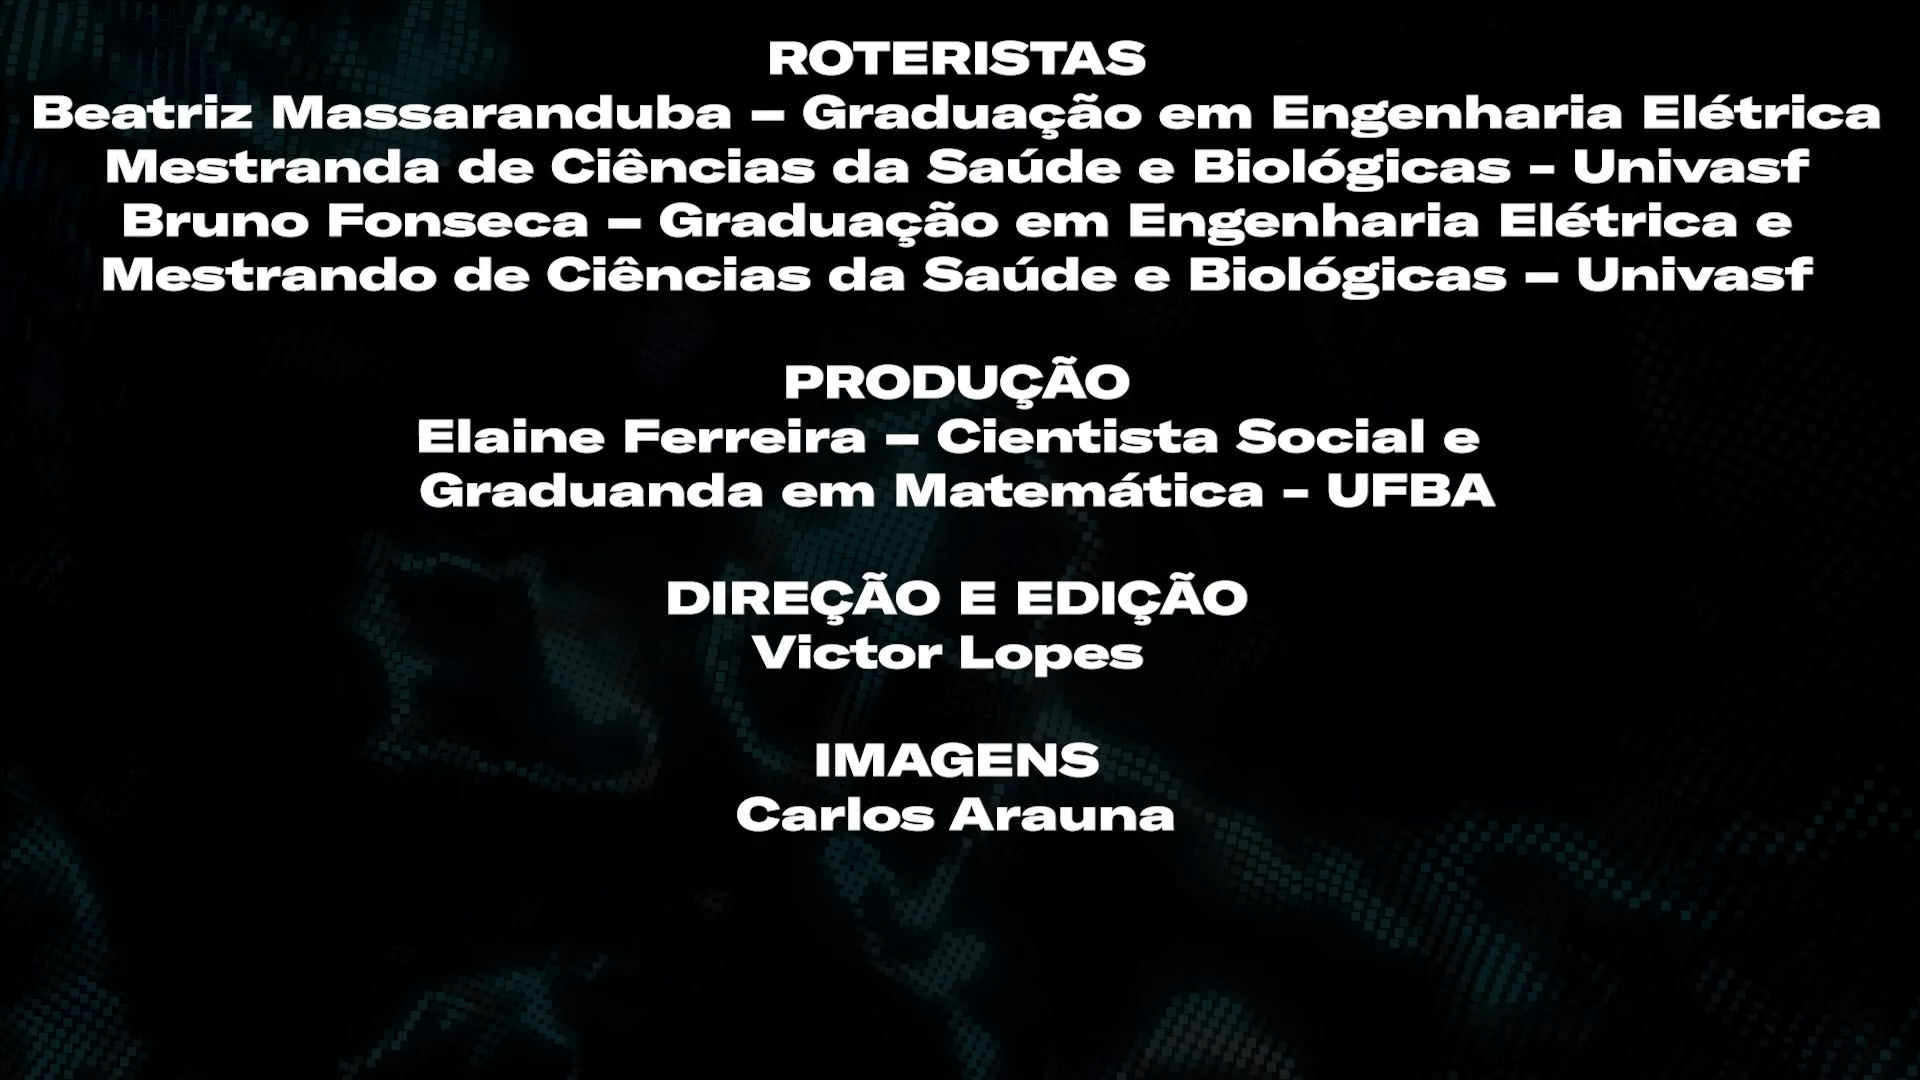 ROTERISTAS
Beatriz Massaranduba – Graduação em Engenharia Elétrica
Mestranda de Ciências da Saúde e Biológicas - Univasf
Bruno Fonseca – Graduação em Engenharia Elétrica e
Mestrando de Ciências da Saúde e Biológicas – Univasf
PRODUÇÃO
Elaine Ferreira – Cientista Social e
Graduanda em Matemática - UFBA
DIREÇÃO E EDIÇÃO
Victor Lopes
IMAGENS
Carlos Arauna